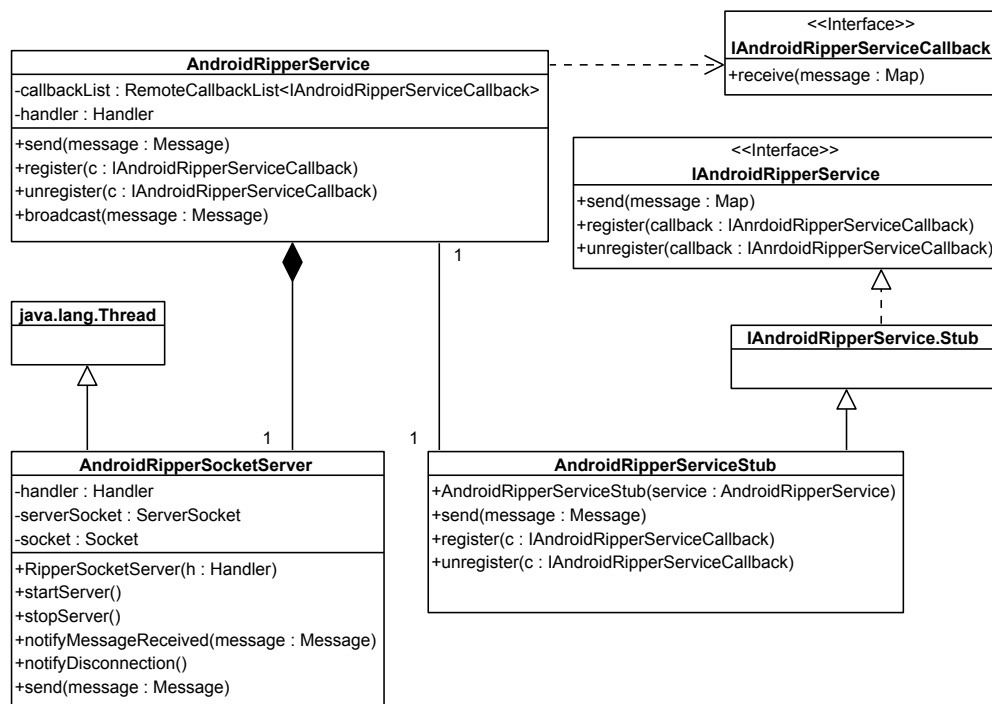 <<Interface>>
IAndroidRipperServiceCallback
+receive(message : Map)
AndroidRipperService
-callbackList : RemoteCallbackList<IAndroidRipperServiceCallback>
-handler : Handler
+send(message : Message)
+register(c : IAndroidRipperServiceCallback)
+unregister(c : IAndroidRipperServiceCallback)
+broadcast(message : Message)
<<Interface>>
IAndroidRipperService
+send(message : Map)
+register(callback : IAnrdoidRipperServiceCallback)
+unregister(callback : IAnrdoidRipperServiceCallback)
1
java.lang.Thread
IAndroidRipperService.Stub
1
1
AndroidRipperSocketServer
-handler : Handler
-serverSocket : ServerSocket
-socket : Socket
+RipperSocketServer(h : Handler)
+startServer()
+stopServer()
+notifyMessageReceived(message : Message)
+notifyDisconnection()
+send(message : Message)
AndroidRipperServiceStub
+AndroidRipperServiceStub(service : AndroidRipperService)
+send(message : Message)
+register(c : IAndroidRipperServiceCallback)
+unregister(c : IAndroidRipperServiceCallback)